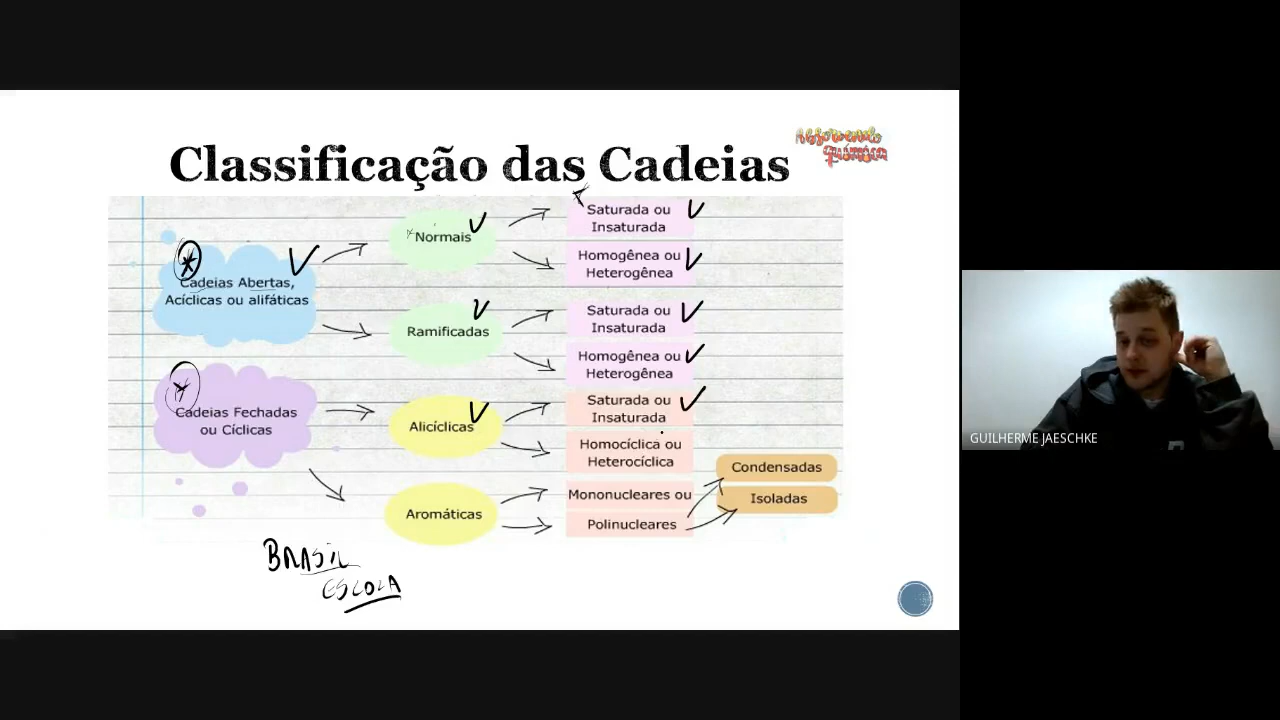 Absorvendo
Química
Classificação das Cadeias
Cadeias Abertas,
Acíclicas ou alifáticas
Normais
Saturada ou
Insaturada
Homogênea ou
Heterogênea
Ramificadas
Saturada ou
Insaturada
Homogênea ou
Heterogênea
Cadeias Fechadas
ou Cíclicas
Alicíclicas
Saturada ou
Insaturada
Homocíclica ou
Heterocíclica
Aromáticas
Mononucleares ou
Polinucleares
Condensadas
Isoladas
BRASIL
ESCOLA
GUILHERME JAESCHKE